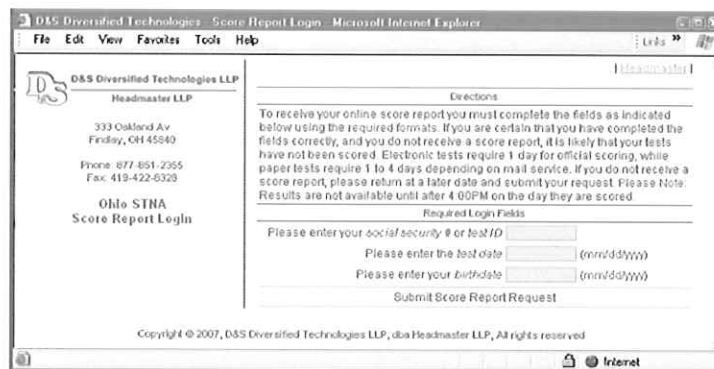 D&S Diversified Technologies - Score Report Login - Microsoft Internet Explorer
File Edit View Favorites Tools Help
Links »
| Headmaster |
DS
D&S Diversified Technologies LLP
Headmaster LLP
333 Oakland Av
Findlay, OH 45840
Phone: 877-851-2355
Fax: 419-422-8328
Ohio STNA
Score Report Login
Directions
To receive your online score report you must complete the fields as indicated
below using the required formats. If you are certain that you have completed the
fields correctly, and you do not receive a score report, it is likely that your tests
have not been scored. Electronic tests require 1 day for official scoring, while
paper tests require 1 to 4 days depending on mail service. If you do not receive a
score report, please return at a later date and submit your request. Please Note:
Results are not available until after 4:00PM on the day they are scored.
Required Login Fields
Please enter your social security # or test ID
Please enter the test date (mm/dd/yyyy)
Please enter your birthdate (mm/dd/yyyy)
Submit Score Report Request
Copyright © 2007, D&S Diversified Technologies LLP, dba Headmaster LLP, All rights reserved
Internet